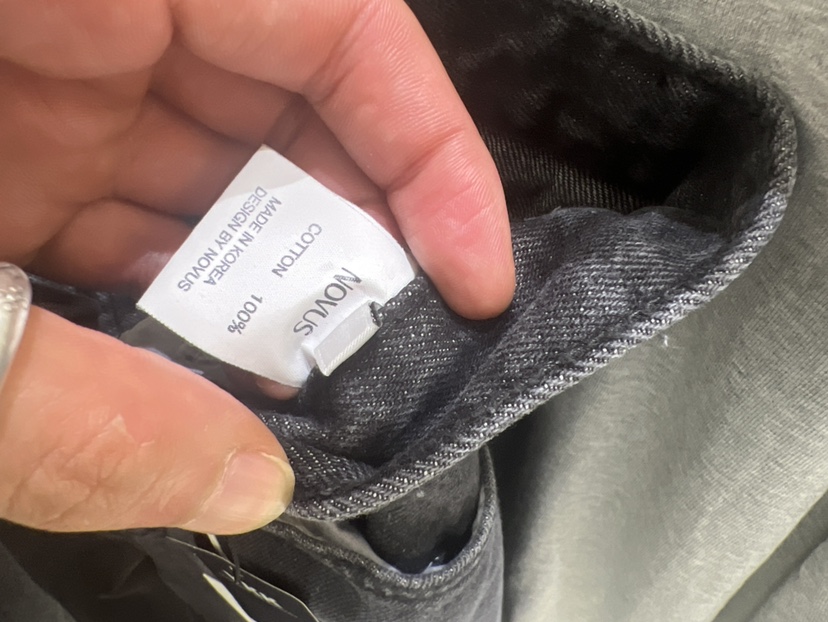 NOVUS
COTTON 100%
MADE IN KOREA
DESIGN BY NOVUS